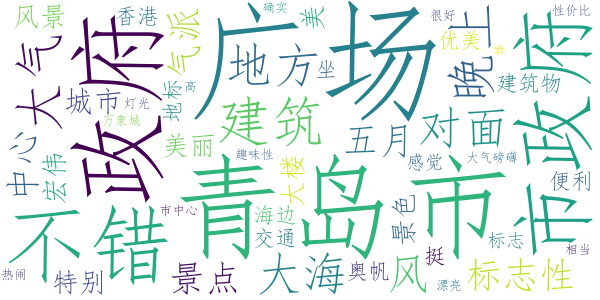 风景
香港
确实
美
很好
性价比
大气
政府
气派
广场
地方
坐
优美
晚上
市政府
建筑物
城市
灯光
地标
高
万象城
建筑
五月
对面
中心
宏伟
美丽
趣味性
大楼
感觉
大气磅礴
便利
不错
青岛市
市中心
海边
交通
景色
标志
相当
热闹
特别
景点
大海
奥帆
风
挺
漂亮
标志性